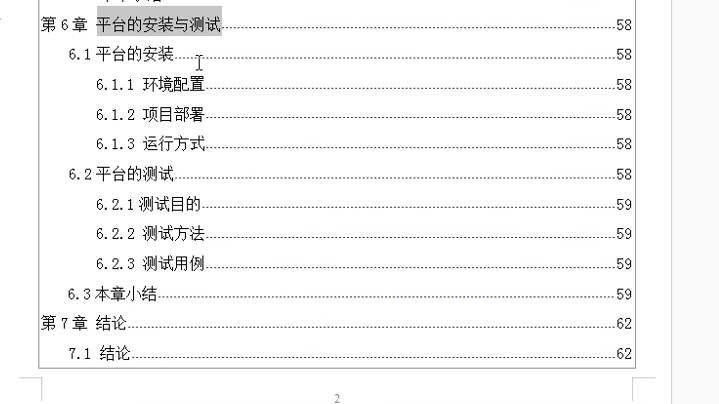 第 6 章 平台的安装与测试 58
6.1 平台的安装 58
6.1.1 环境配置 58
6.1.2 项目部署 58
6.1.3 运行方式 58
6.2 平台的测试 58
6.2.1 测试目的 59
6.2.2 测试方法 59
6.2.3 测试用例 59
6.3 本章小结 59
第 7 章 结论 62
7.1 结论 62
2